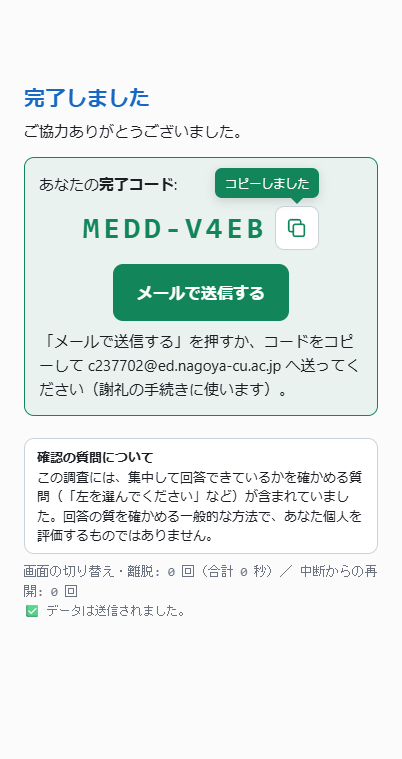 完了しました
ご協力ありがとうございました。
あなたの完了コード:
コピーしました
MEDD-V4EB
メールで送信する
「メールで送信する」を押すか、コードをコピ
ーして c237702@ed.nagoya-cu.ac.jp へ送ってく
ださい（謝礼の手続きに使います）。
確認の質問について
この調査には、集中して回答できているかを確かめる質
問（「左を選んでください」など）が含まれていまし
た。回答の質を確かめる一般的な方法で、あなた個人を
評価するものではありません。
画面の切り替え・離脱: 0 回（合計 0 秒）／ 中断からの再
開: 0 回
✅ データは送信されました。